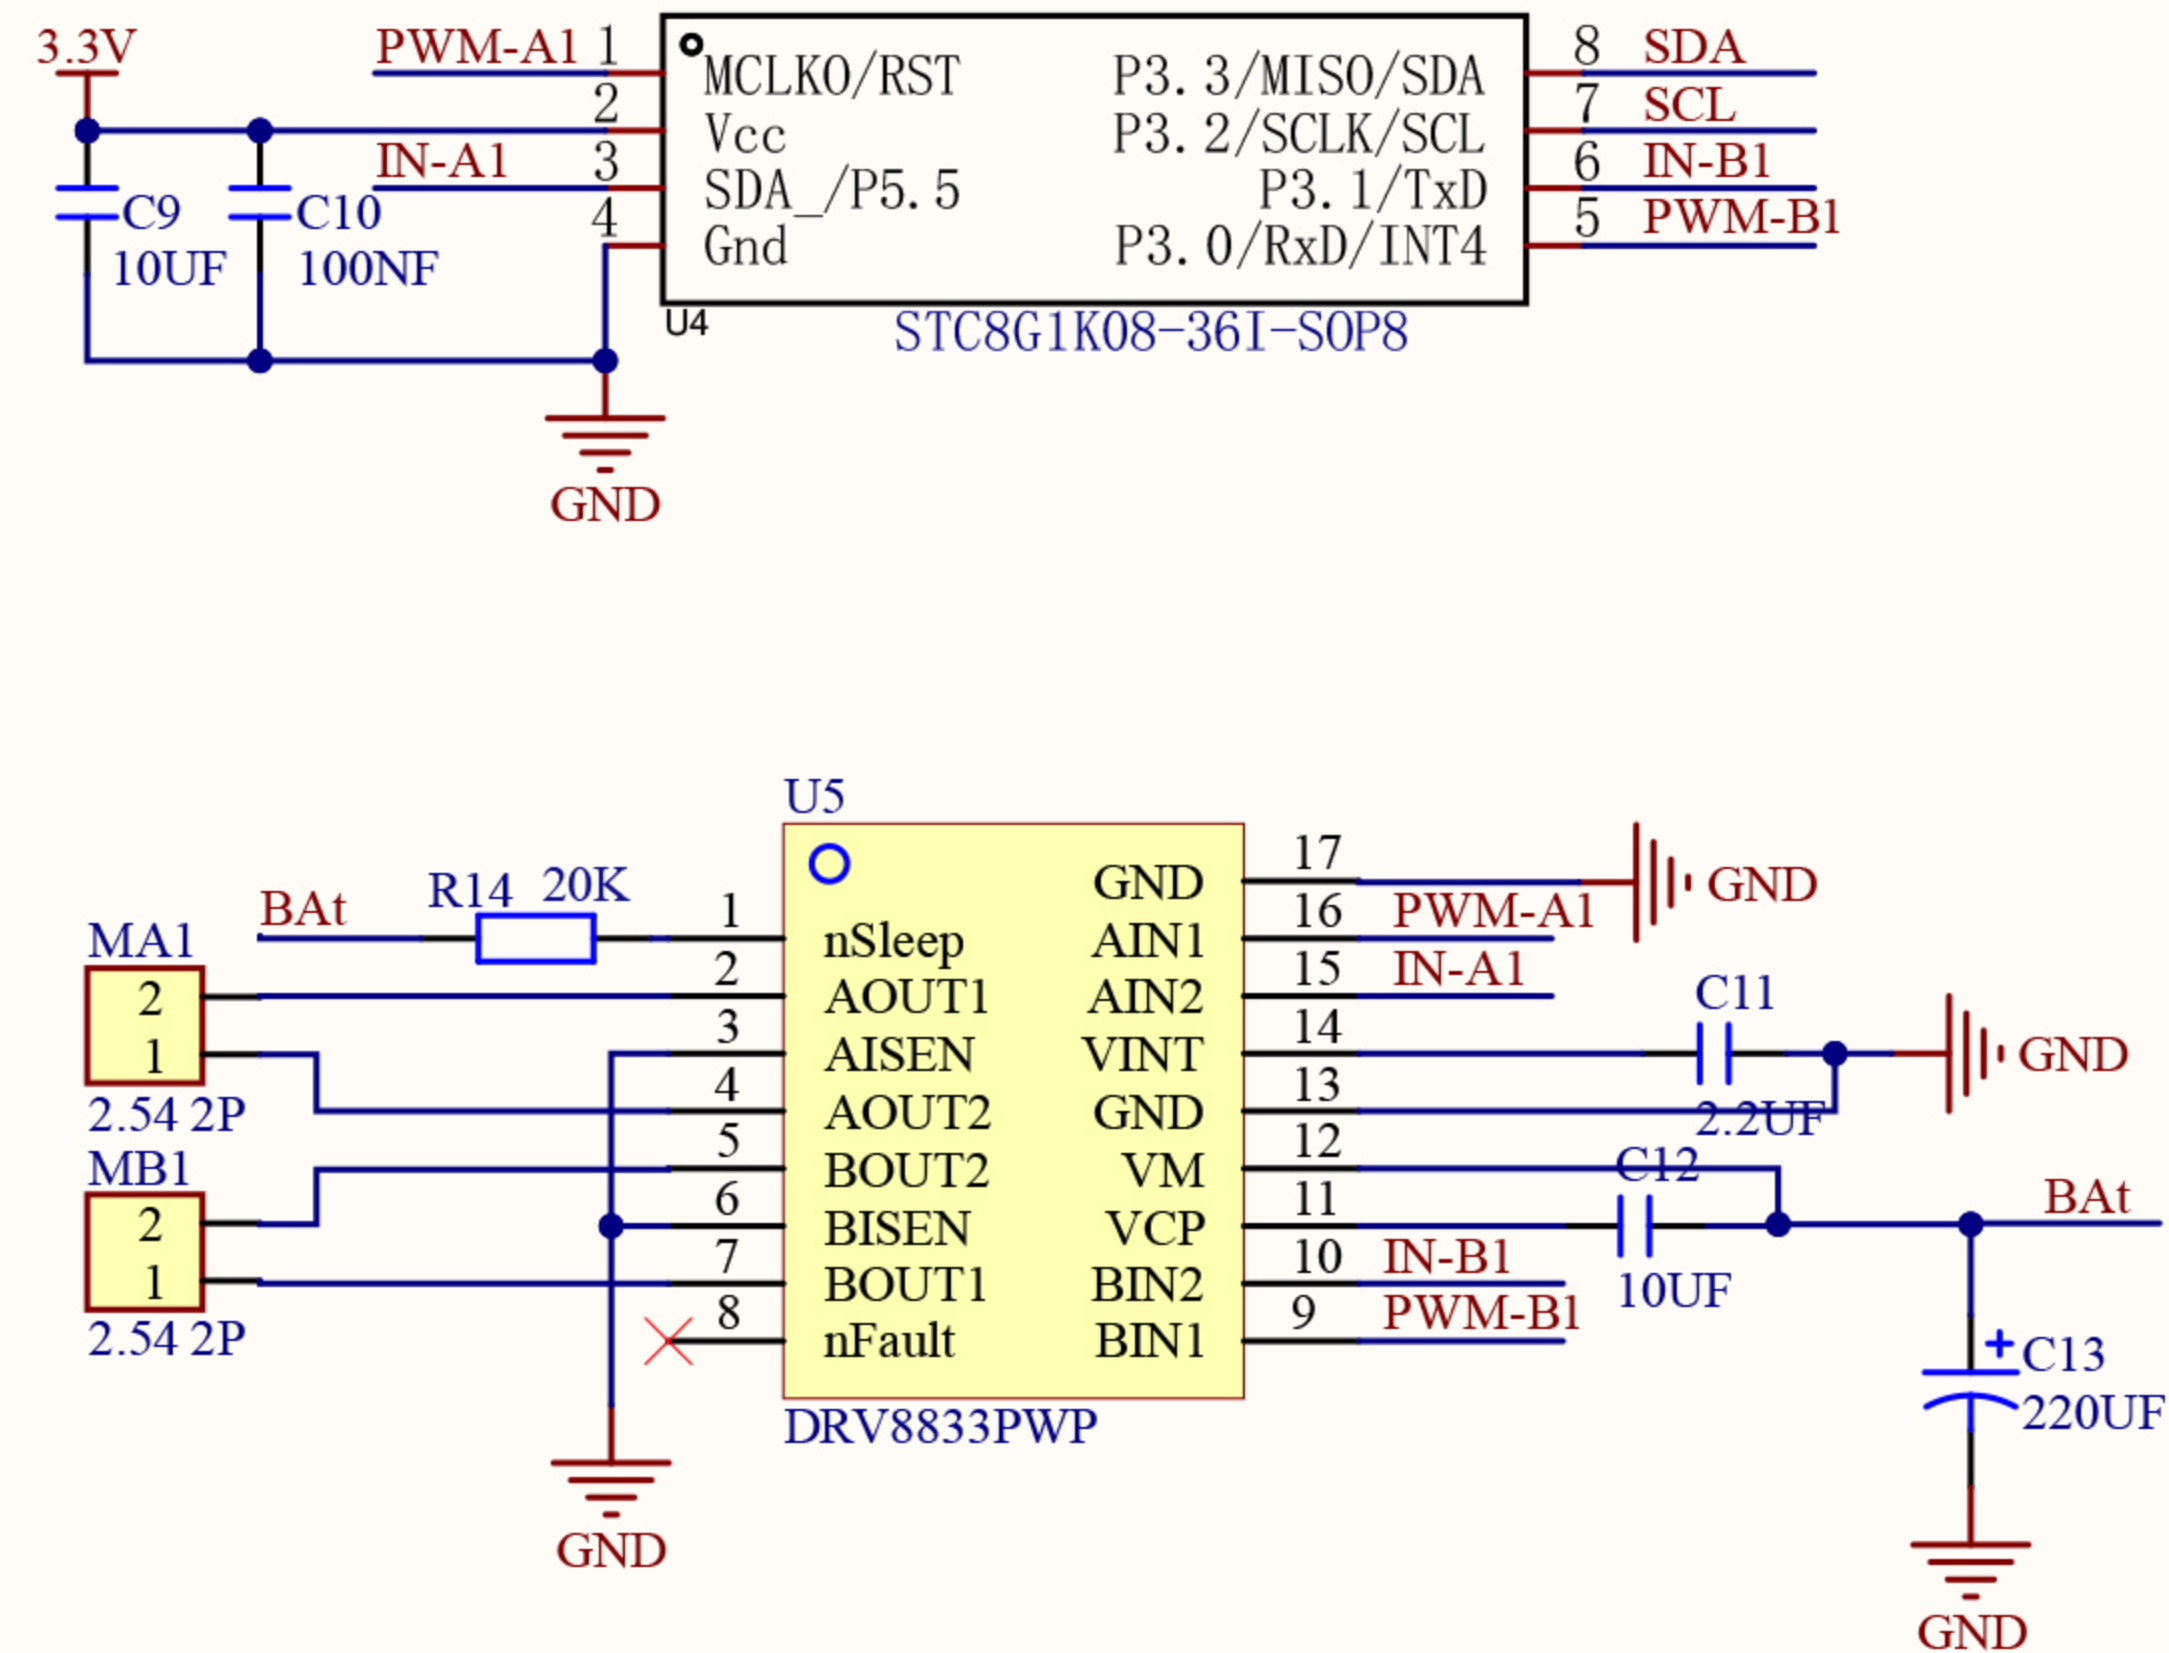 3.3V
PWM-A1 1
2
IN-A1 3
4
C9
10UF
C10
100NF
MCLKO/RST
Vcc
SDA_/P5.5
Gnd
P3.3/MISO/SDA
P3.2/SCLK/SCL
P3.1/TxD
P3.0/RxD/INT4
8 SDA
7 SCL
6 IN-B1
5 PWM-B1
U4
STC8G1K08-36I-SOP8
GND
U5
BAt
R14 20K
MA1
2
1
2.54 2P
MB1
2
1
2.54 2P
1
2
3
4
5
6
7
8
nSleep
AOUT1
AISEN
AOUT2
BOUT2
BISEN
BOUT1
nFault
GND
AIN1
AIN2
VINT
GND
VM
VCP
BIN2
BIN1
17
16 PWM-A1
15 IN-A1
14
13
12
11
10 IN-B1
9 PWM-B1
GND
C11
2.2UF
GND
C12
10UF
BAt
+
C13
220UF
GND
DRV8833PWP
GND